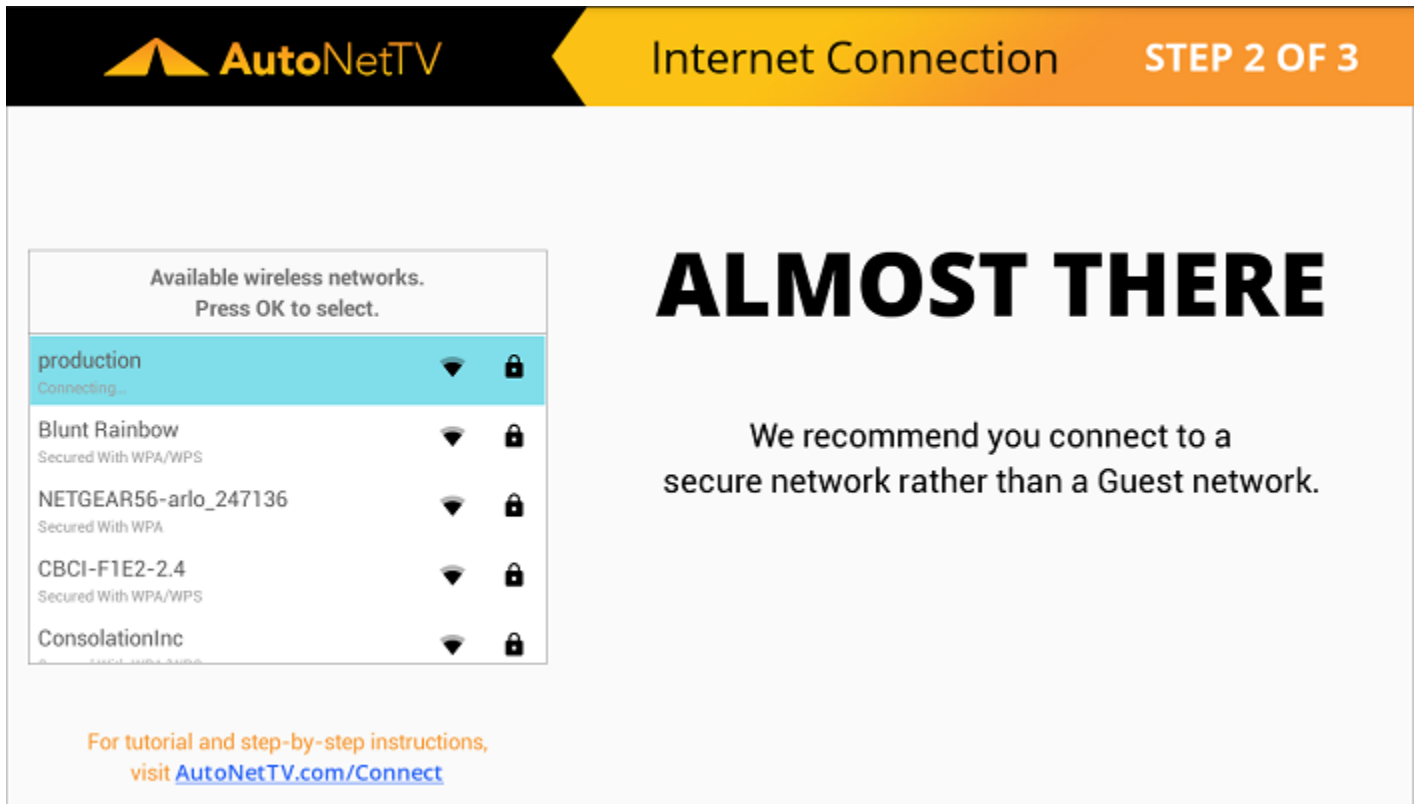 AutoNetTV
Internet Connection
STEP 2 OF 3
Available wireless networks.
Press OK to select.
production
Connecting...
Blunt Rainbow
Secured With WPA/WPS
NETGEAR56-arlo_247136
Secured With WPA
CBCI-F1E2-2.4
Secured With WPA/WPS
ConsolationInc
ALMOST THERE
We recommend you connect to a
secure network rather than a Guest network.
For tutorial and step-by-step instructions,
visit AutoNetTV.com/Connect